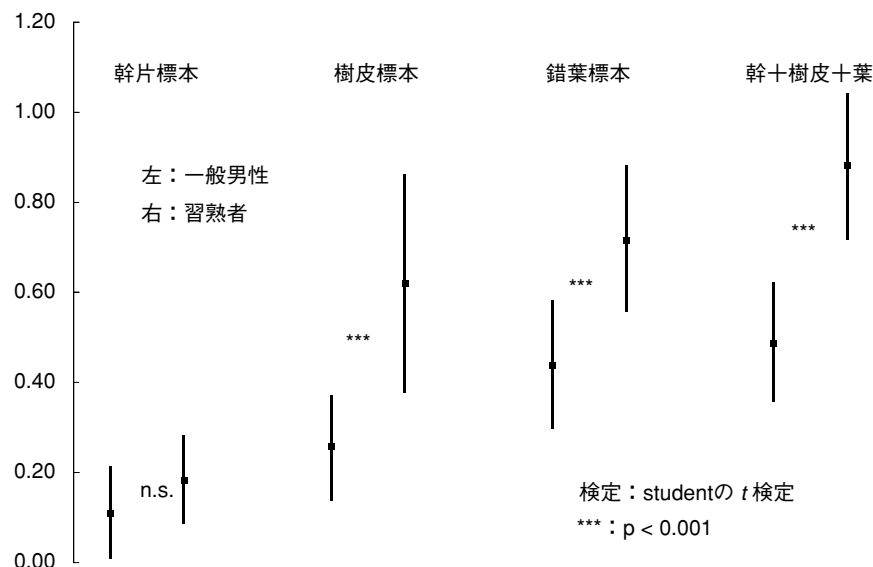 1.20
幹片標本 樹皮標本 錯葉標本 幹十樹皮十葉
1.00
左：一般男性
0.80
右：習熟者
***
0.60
***
***
0.40
0.20
n.s.
検定：studentの t 検定
***：p < 0.001
0.00